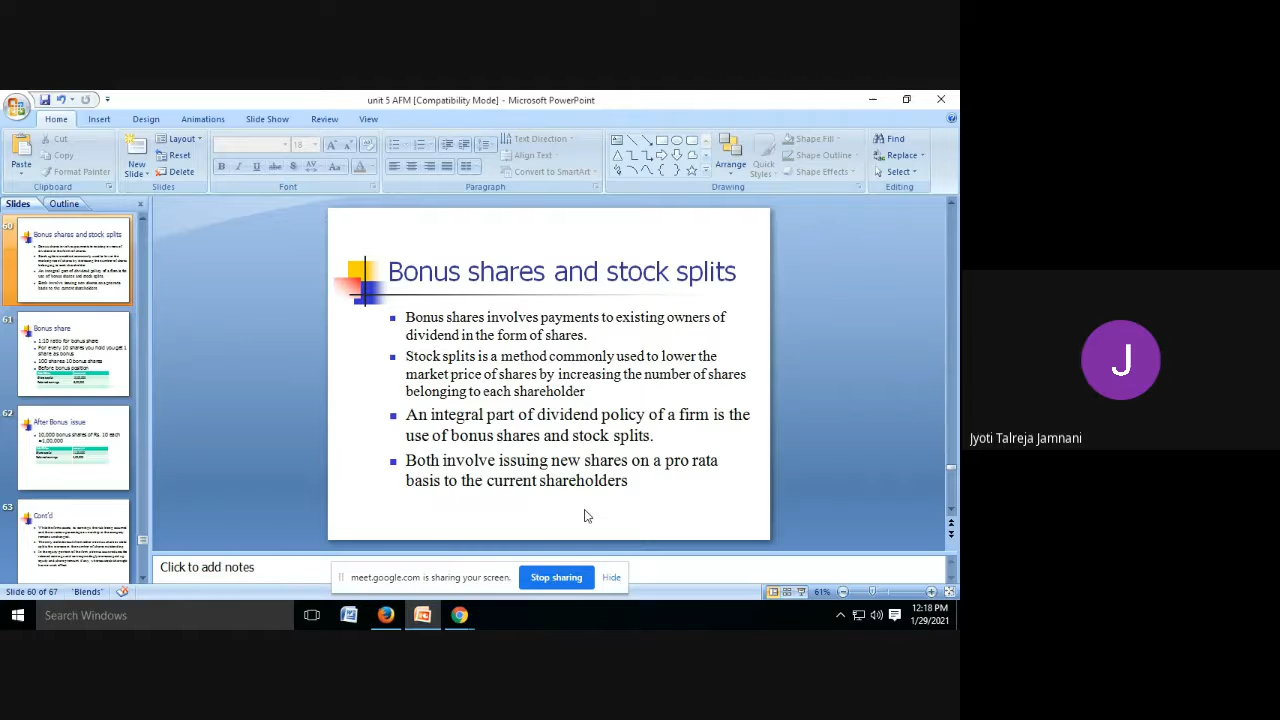 unit 5 AFM [Compatibility Mode] - Microsoft PowerPoint
Home Insert Design Animations Slide Show Review View
Paste
Cut
Copy
Format Painter
Clipboard
New Slide
Layout
Reset
Delete
Slides
18
B I U abc S AV Aa A
Font
Text Direction
Align Text
Convert to SmartArt
Paragraph
Arrange
Quick Styles
Shape Fill
Shape Outline
Shape Effects
Drawing
Find
Replace
Select
Editing
Slides Outline
60
Bonus shares and stock splits
61
Bonus share
1:10 ratio for bonus share
For every 10 shares you hold you get 1
share as bonus
100 shares 10 bonus shares
Before bonus position
62
After Bonus issue
10,000 bonus shares of Rs. 10 each
=1,00,000
63
Cont'd
Bonus shares and stock splits
Bonus shares involves payments to existing owners of
dividend in the form of shares.
Stock splits is a method commonly used to lower the
market price of shares by increasing the number of shares
belonging to each shareholder
An integral part of dividend policy of a firm is the
use of bonus shares and stock splits.
Both involve issuing new shares on a pro rata
basis to the current shareholders
Click to add notes
meet.google.com is sharing your screen. Stop sharing Hide
Slide 60 of 67 "Blends" 61%
Search Windows
12:18 PM
1/29/2021
J
Jyoti Talreja Jamnani